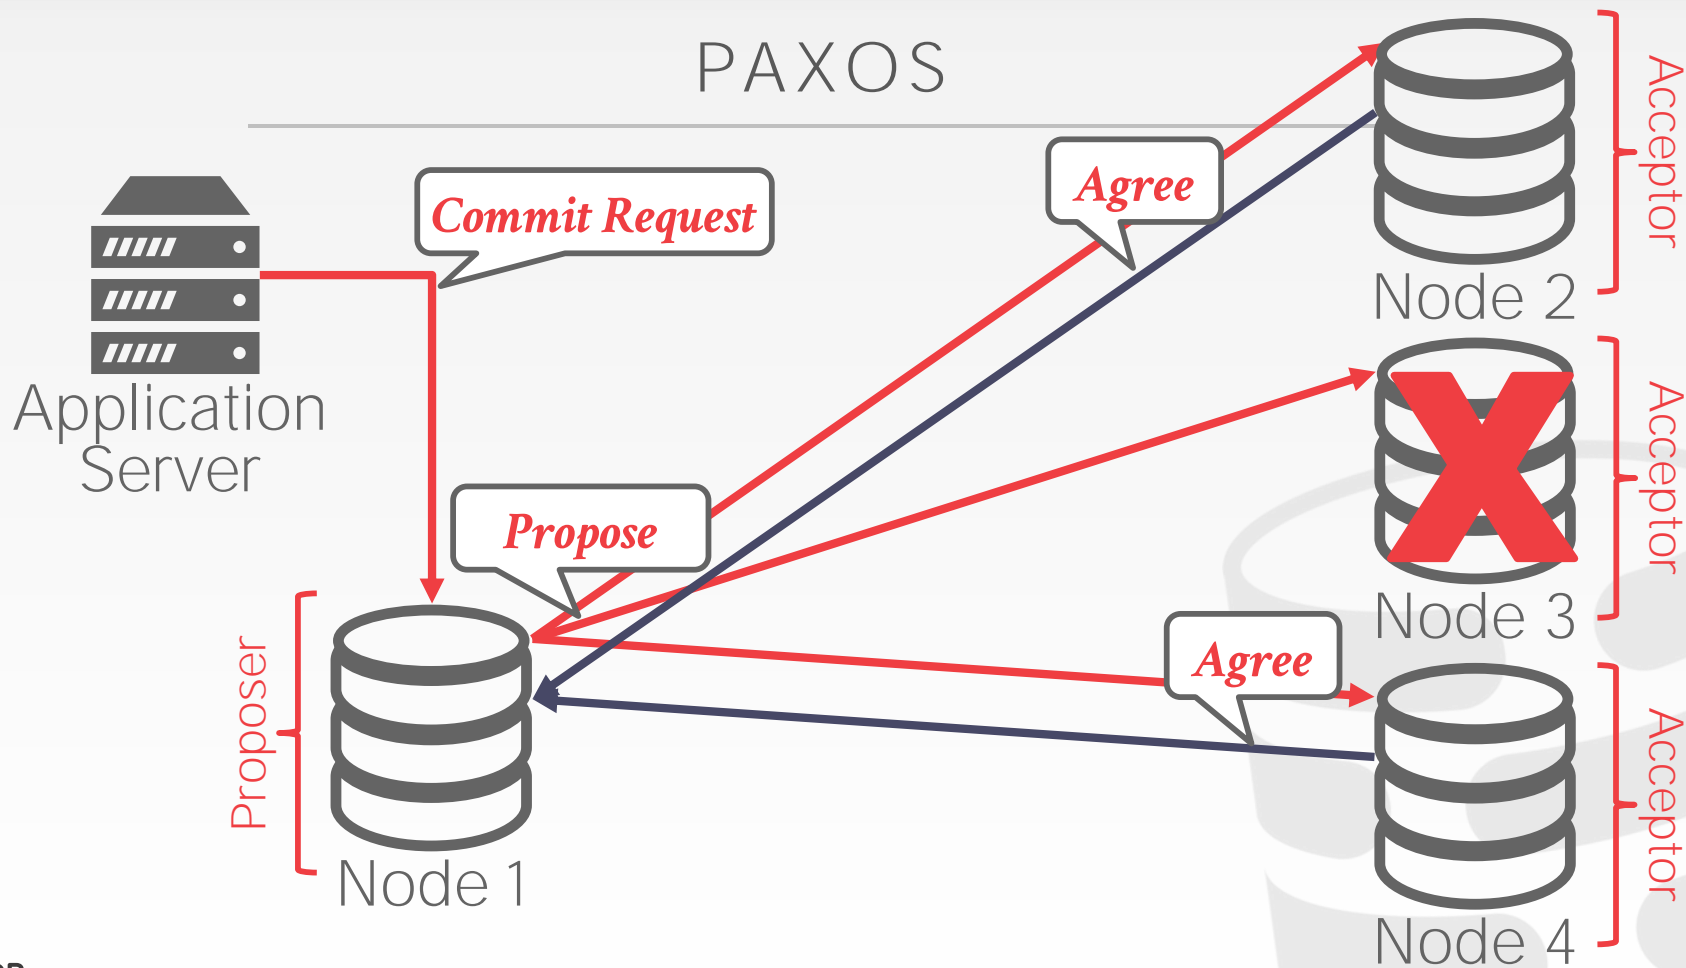 PAXOS
Commit Request
Agree
Acceptor
Node 2
Application
Server
Propose
Acceptor
Node 3
Agree
Proposer
Node 1
Acceptor
Node 4